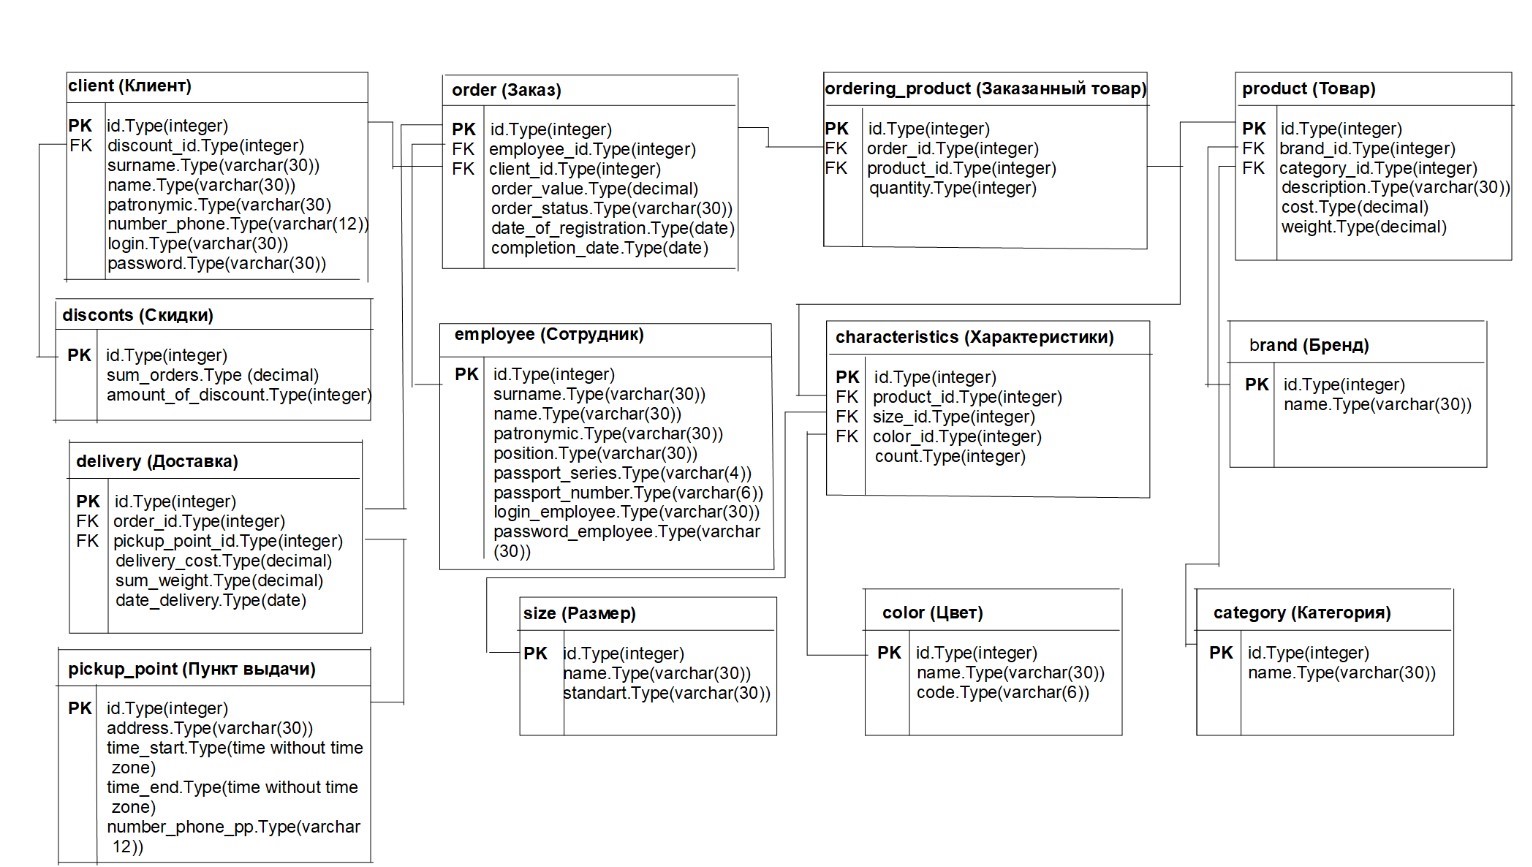 client (Клиент)
PK id.Type(integer)
FK discount_id.Type(integer)
surname.Type(varchar(30))
name.Type(varchar(30))
patronymic.Type(varchar(30)
number_phone.Type(varchar(12))
login.Type(varchar(30))
password.Type(varchar(30))
order (Заказ)
PK id.Type(integer)
FK employee_id.Type(integer)
FK client_id.Type(integer)
order_value.Type(decimal)
order_status.Type(varchar(30))
date_of_registration.Type(date)
completion_date.Type(date)
ordering_product (Заказанный товар)
PK id.Type(integer)
FK order_id.Type(integer)
FK product_id.Type(integer)
quantity.Type(integer)
product (Товар)
PK id.Type(integer)
FK brand_id.Type(integer)
FK category_id.Type(integer)
description.Type(varchar(30))
cost.Type(decimal)
weight.Type(decimal)
disconts (Скидки)
PK id.Type(integer)
sum_orders.Type (decimal)
amount_of_discount.Type(integer)
employee (Сотрудник)
PK id.Type(integer)
surname.Type(varchar(30))
name.Type(varchar(30))
patronymic.Type(varchar(30))
position.Type(varchar(30))
passport_series.Type(varchar(4))
passport_number.Type(varchar(6))
login_employee.Type(varchar(30))
password_employee.Type(varchar
(30))
characteristics (Характеристики)
PK id.Type(integer)
FK product_id.Type(integer)
FK size_id.Type(integer)
FK color_id.Type(integer)
count.Type(integer)
brand (Бренд)
PK id.Type(integer)
name.Type(varchar(30))
delivery (Доставка)
PK id.Type(integer)
FK order_id.Type(integer)
FK pickup_point_id.Type(integer)
delivery_cost.Type(decimal)
sum_weight.Type(decimal)
date_delivery.Type(date)
size (Размер)
PK id.Type(integer)
name.Type(varchar(30))
standart.Type(varchar(30))
color (Цвет)
PK id.Type(integer)
name.Type(varchar(30))
code.Type(varchar(6))
category (Категория)
PK id.Type(integer)
name.Type(varchar(30))
pickup_point (Пункт выдачи)
PK id.Type(integer)
address.Type(varchar(30))
time_start.Type(time without time
zone)
time_end.Type(time without time
zone)
number_phone_pp.Type(varchar
12))